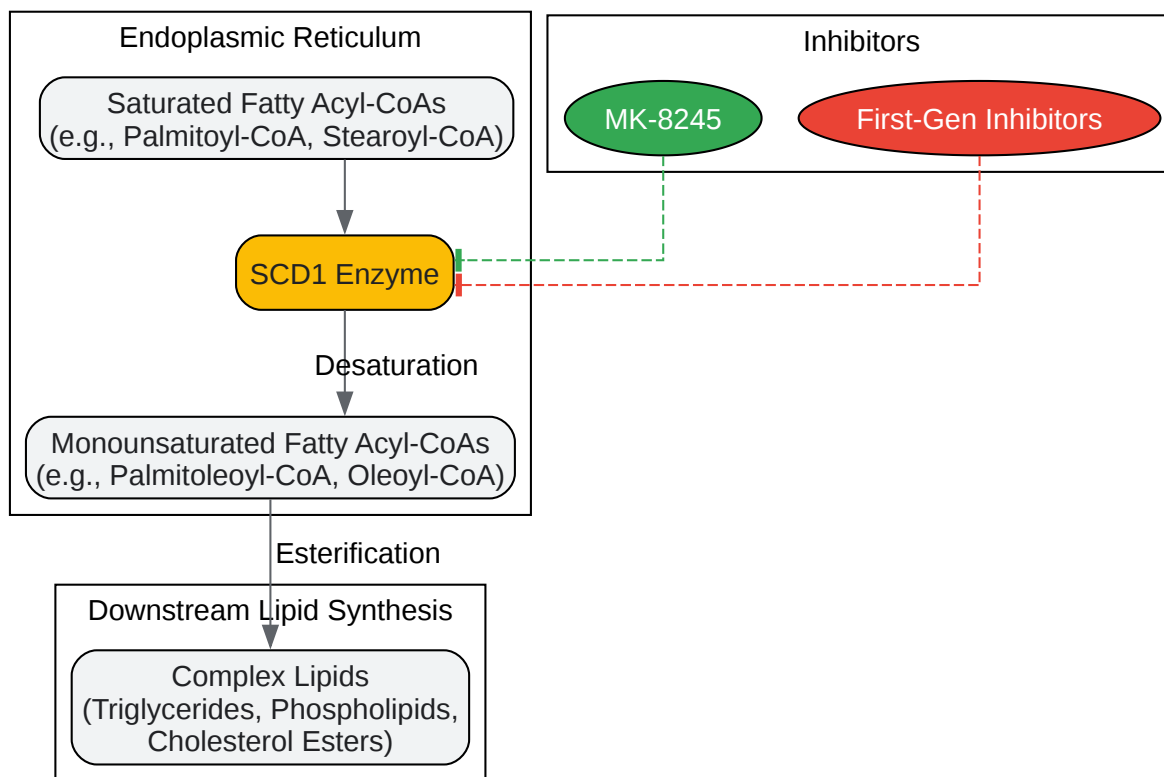 Endoplasmic Reticulum
Saturated Fatty Acyl-CoAs
(e.g., Palmitoyl-CoA, Stearoyl-CoA)
SCD1 Enzyme
Desaturation
Monounsaturated Fatty Acyl-CoAs
(e.g., Palmitoleoyl-CoA, Oleoyl-CoA)
Esterification
Downstream Lipid Synthesis
Complex Lipids
(Triglycerides, Phospholipids,
Cholesterol Esters)
Inhibitors
MK-8245
First-Gen Inhibitors